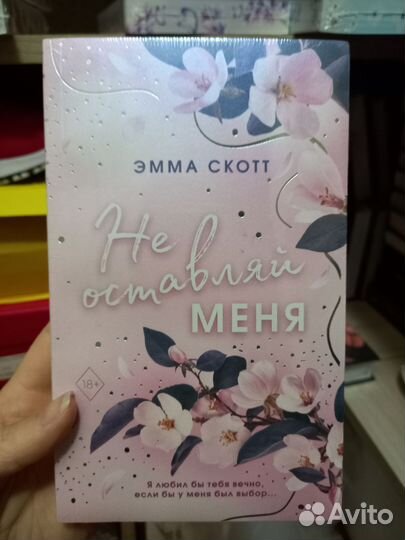 ЭММА СКОТТ
Не
оставляй
МЕНЯ
18+
Я любил бы тебя вечно,
если бы у меня был выбор...
Avito